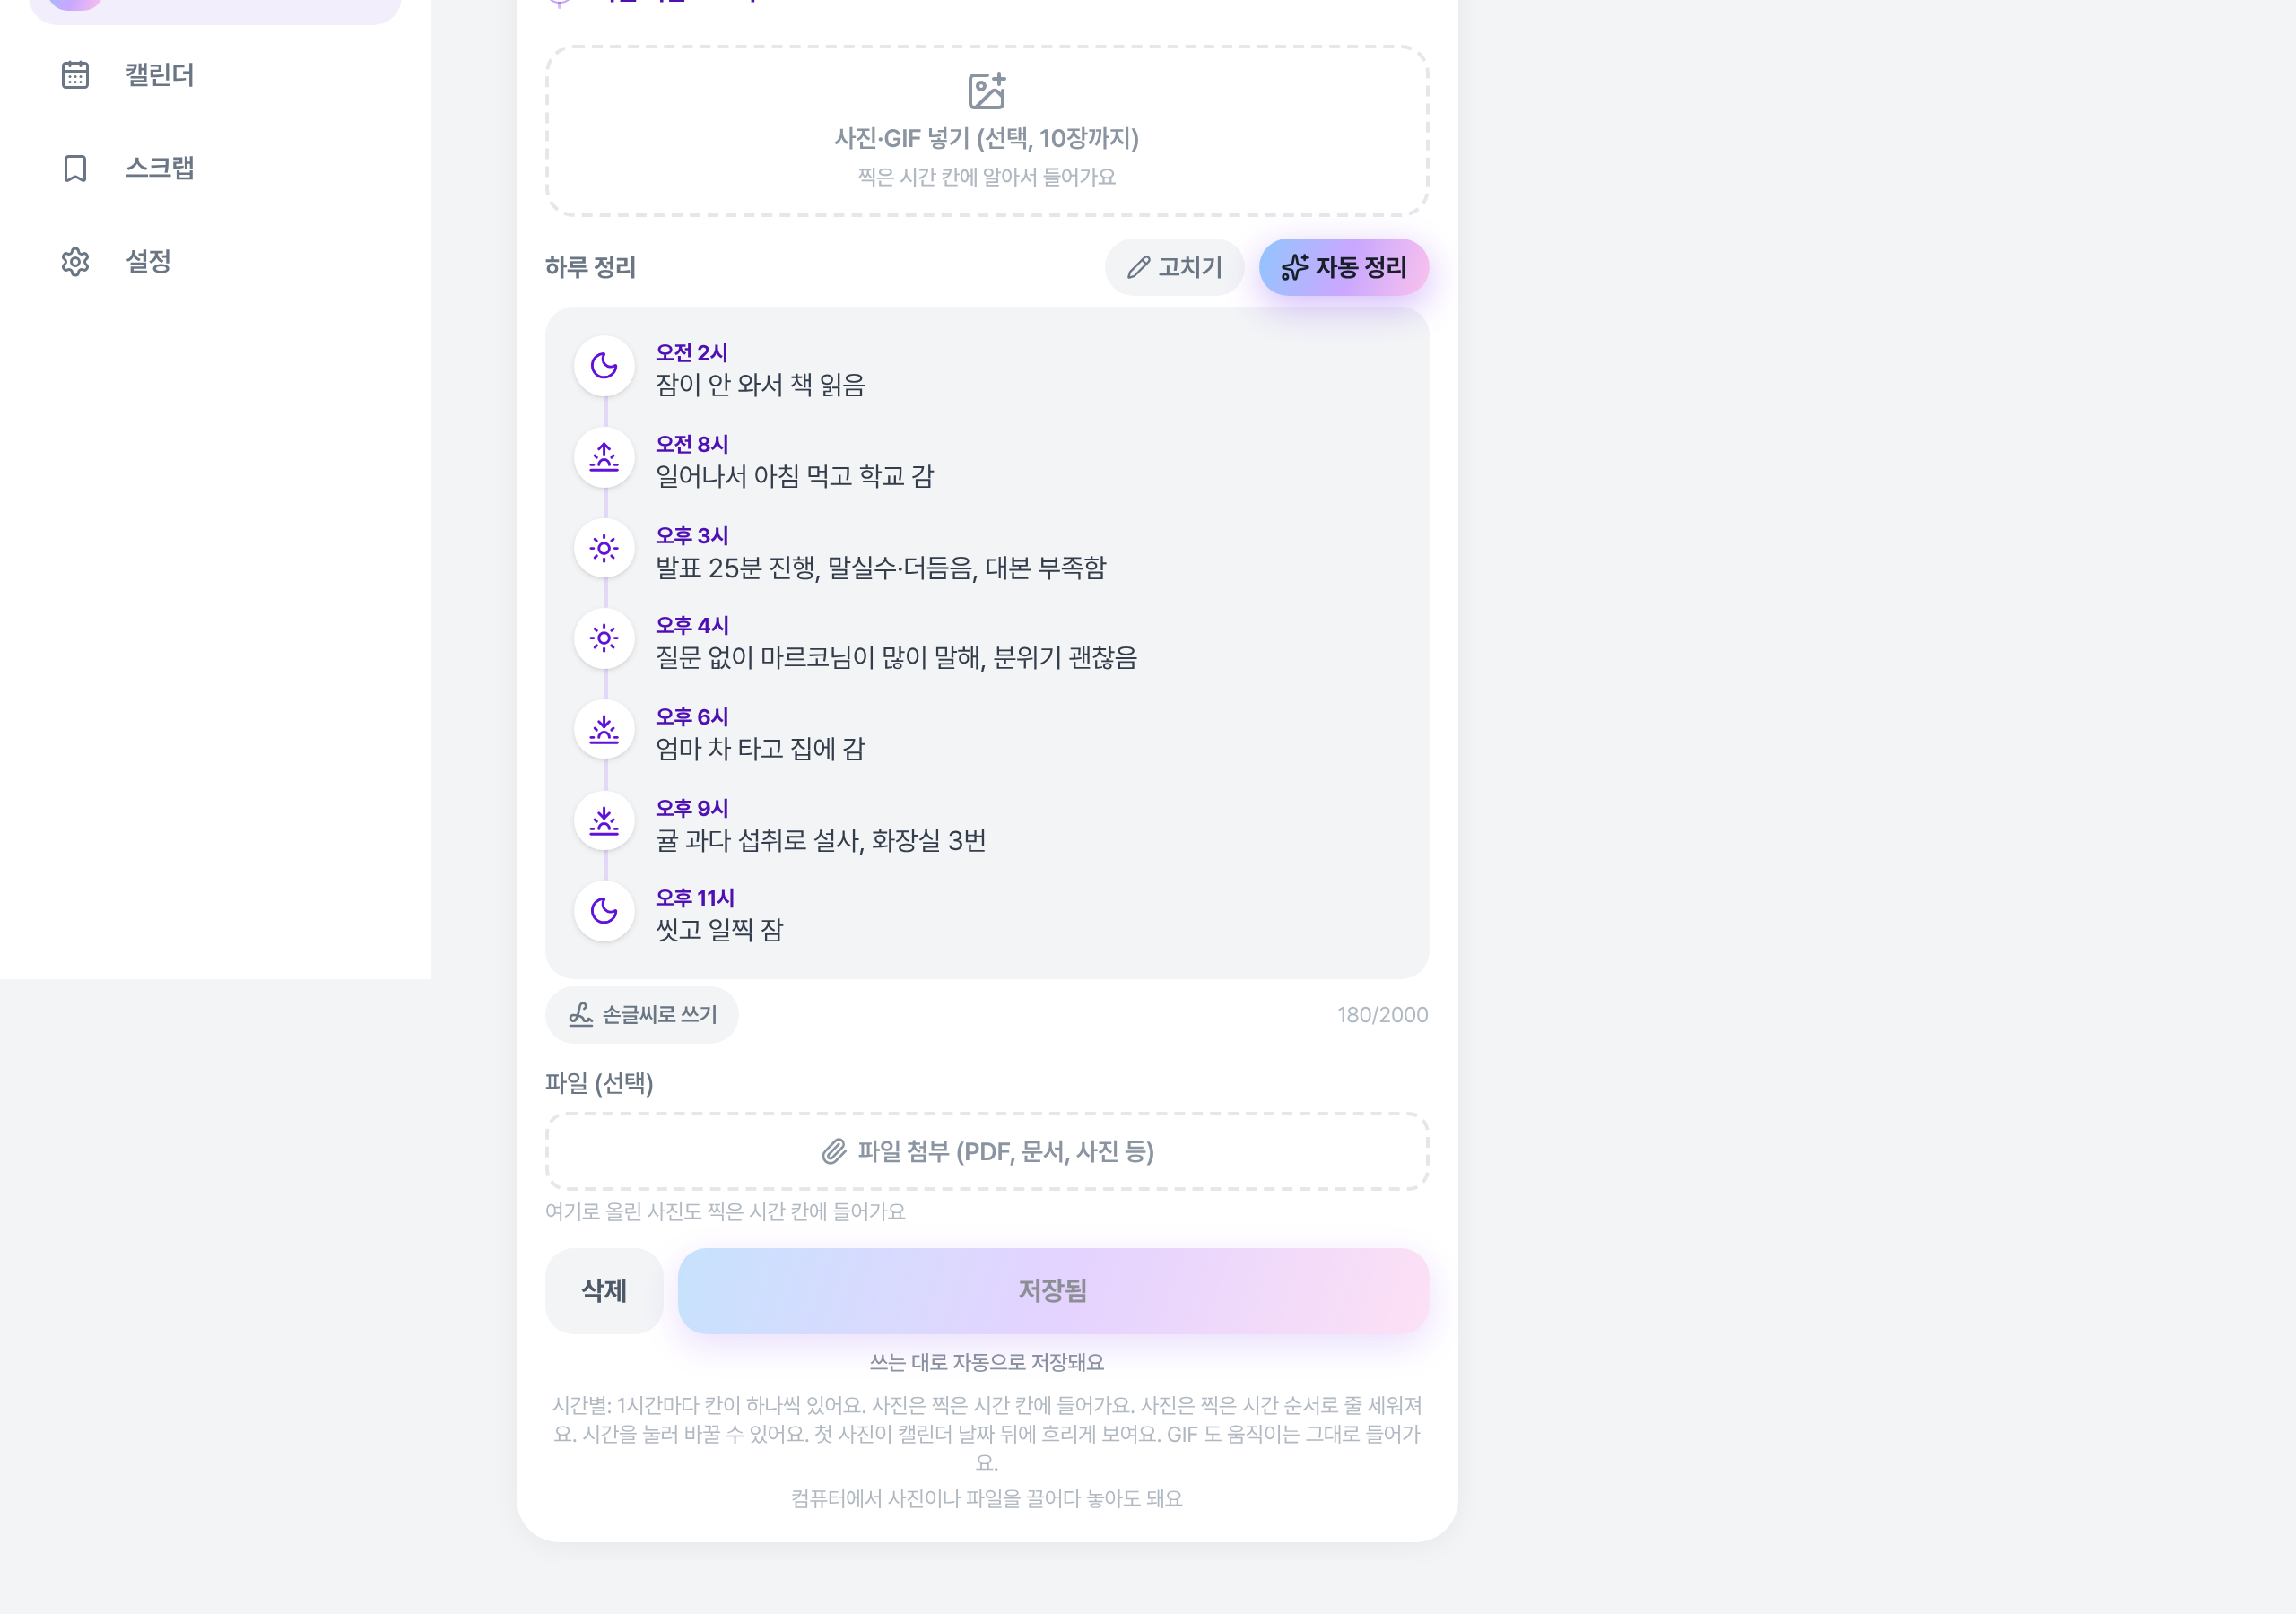 캘린더
스크랩
설정
사진·GIF 넣기 (선택, 10장까지)
찍은 시간 칸에 알아서 들어가요
하루 정리
고치기
자동 정리
오전 2시
잠이 안 와서 책 읽음
오전 8시
일어나서 아침 먹고 학교 감
오후 3시
발표 25분 진행, 말실수·더듬음, 대본 부족함
오후 4시
질문 없이 마르코님이 많이 말해, 분위기 괜찮음
오후 6시
엄마 차 타고 집에 감
오후 9시
귤 과다 섭취로 설사, 화장실 3번
오후 11시
씻고 일찍 잠
손글씨로 쓰기
180/2000
파일 (선택)
파일 첨부 (PDF, 문서, 사진 등)
여기로 올린 사진도 찍은 시간 칸에 들어가요
삭제
저장됨
쓰는 대로 자동으로 저장돼요
시간별: 1시간마다 칸이 하나씩 있어요. 사진은 찍은 시간 칸에 들어가요. 사진은 찍은 시간 순서로 줄 세워져
요. 시간을 눌러 바꿀 수 있어요. 첫 사진이 캘린더 날짜 뒤에 흐리게 보여요. GIF 도 움직이는 그대로 들어가
요.
컴퓨터에서 사진이나 파일을 끌어다 놓아도 돼요